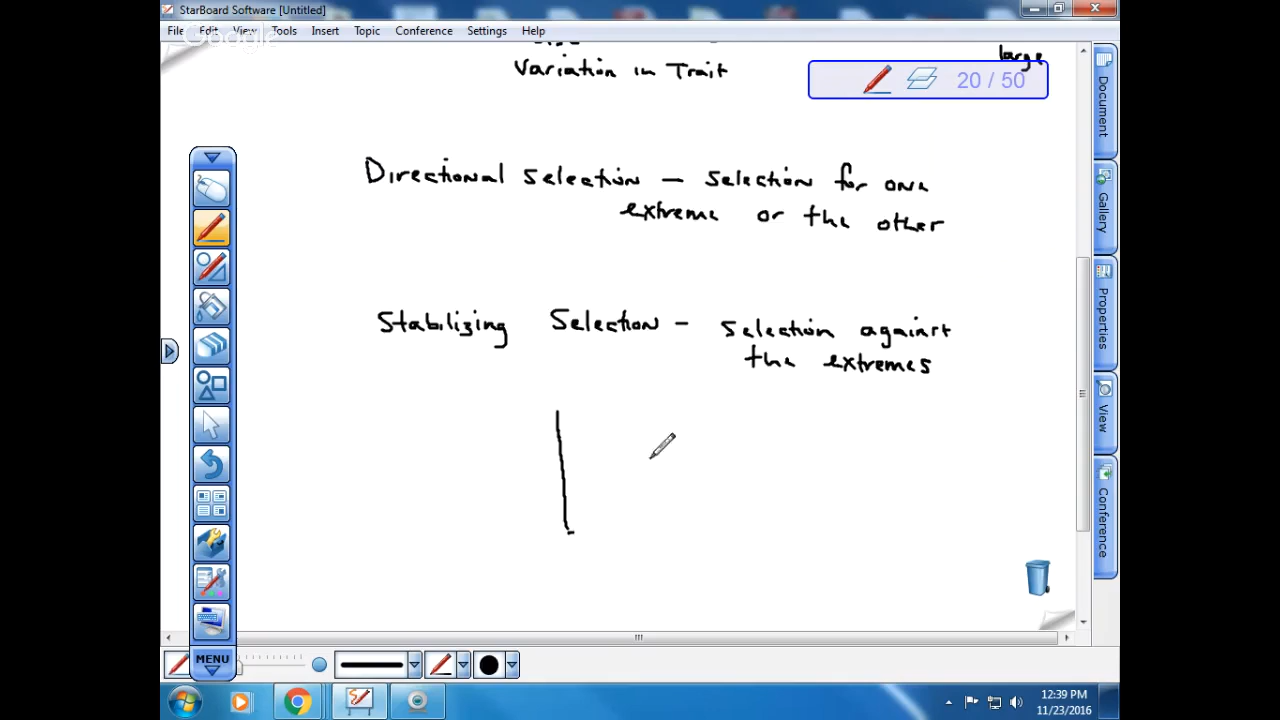 StarBoard Software [Untitled]
File Edit View Tools Insert Topic Conference Settings Help
Google
large
Variation in Trait
20 / 50
Directional Selection – Selection for one
extreme or the other
Stabilizing Selection – Selection against
the extremes
Document
Gallery
Properties
View
Conference
MENU
12:39 PM
11/23/2016